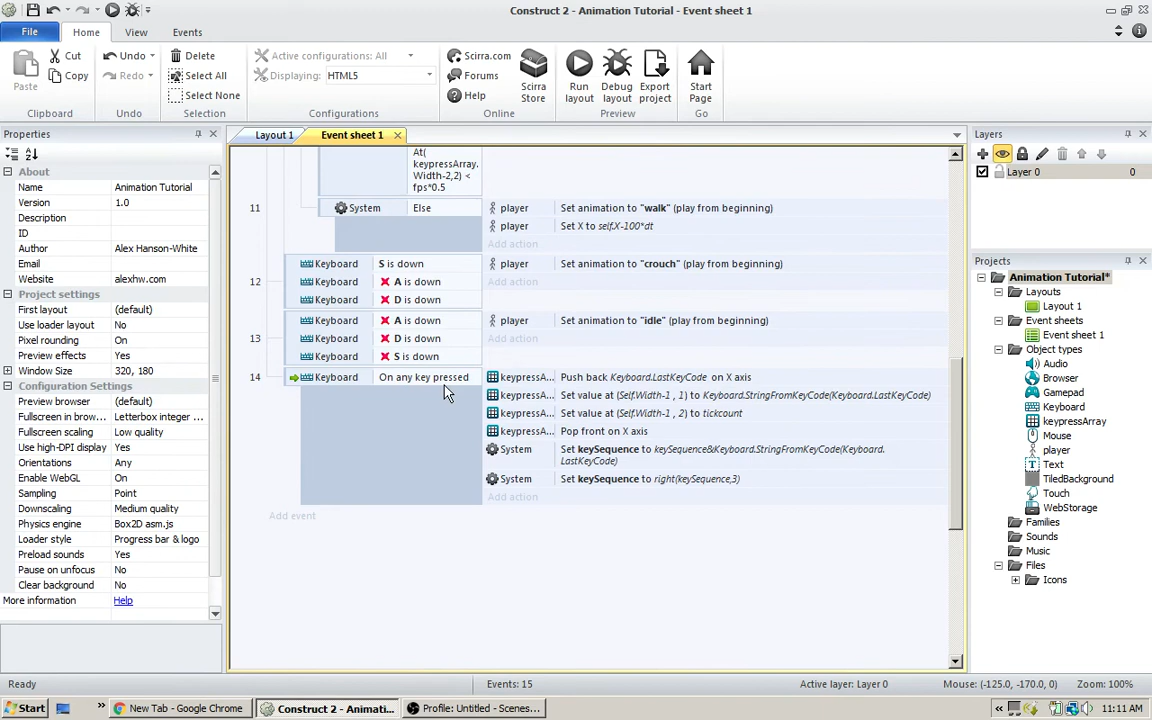 Construct 2 - Animation Tutorial - Event sheet 1
File Home View Events
Paste
Cut
Copy
Clipboard
Undo
Redo
Undo
Delete
Select All
Select None
Selection
Active configurations: All
Displaying: HTML5
Configurations
Scirra.com
Forums
Help
Scirra Store
Online
Run layout
Debug layout
Export project
Preview
Start Page
Go
Properties
About
Name Animation Tutorial
Version 1.0
Description
ID
Author Alex Hanson-White
Email
Website alexhw.com
Project settings
First layout (default)
Use loader layout No
Pixel rounding On
Preview effects Yes
Window Size 320, 180
Configuration Settings
Preview browser (default)
Fullscreen in brow... Letterbox integer ...
Fullscreen scaling Low quality
Use high-DPI display Yes
Orientations Any
Enable WebGL On
Sampling Point
Downscaling Medium quality
Physics engine Box2D asm.js
Loader style Progress bar & logo
Preload sounds Yes
Pause on unfocus No
Clear background No
More information Help
Layout 1 Event sheet 1
At(
keypressArray.
Width-2,2) <
fps*0.5
11 System Else player Set animation to "walk" (play from beginning)
player Set X to self.X-100*dt
Add action
12 Keyboard S is down player Set animation to "crouch" (play from beginning)
Keyboard A is down Add action
Keyboard D is down
13 Keyboard A is down player Set animation to "idle" (play from beginning)
Keyboard D is down Add action
Keyboard S is down
14 Keyboard On any key pressed keypressA... Push back Keyboard.LastKeyCode on X axis
keypressA... Set value at (Self.Width-1 , 1) to Keyboard.StringFromKeyCode(Keyboard.LastKeyCode)
keypressA... Set value at (Self.Width-1 , 2) to tickcount
keypressA... Pop front on X axis
System Set keySequence to keySequence&Keyboard.StringFromKeyCode(Keyboard.
LastKeyCode)
System Set keySequence to right(keySequence,3)
Add action
Add event
Layers
Layer 0 0
Projects
Animation Tutorial*
Layouts
Layout 1
Event sheets
Event sheet 1
Object types
Audio
Browser
Gamepad
Keyboard
keypressArray
Mouse
player
Text
TiledBackground
Touch
WebStorage
Families
Sounds
Music
Files
Icons
Ready Events: 15 Active layer: Layer 0 Mouse: (-125.0, -170.0, 0) Zoom: 100%
Start New Tab - Google Chrome Construct 2 - Animati... Profile: Untitled - Scenes... 11:11 AM